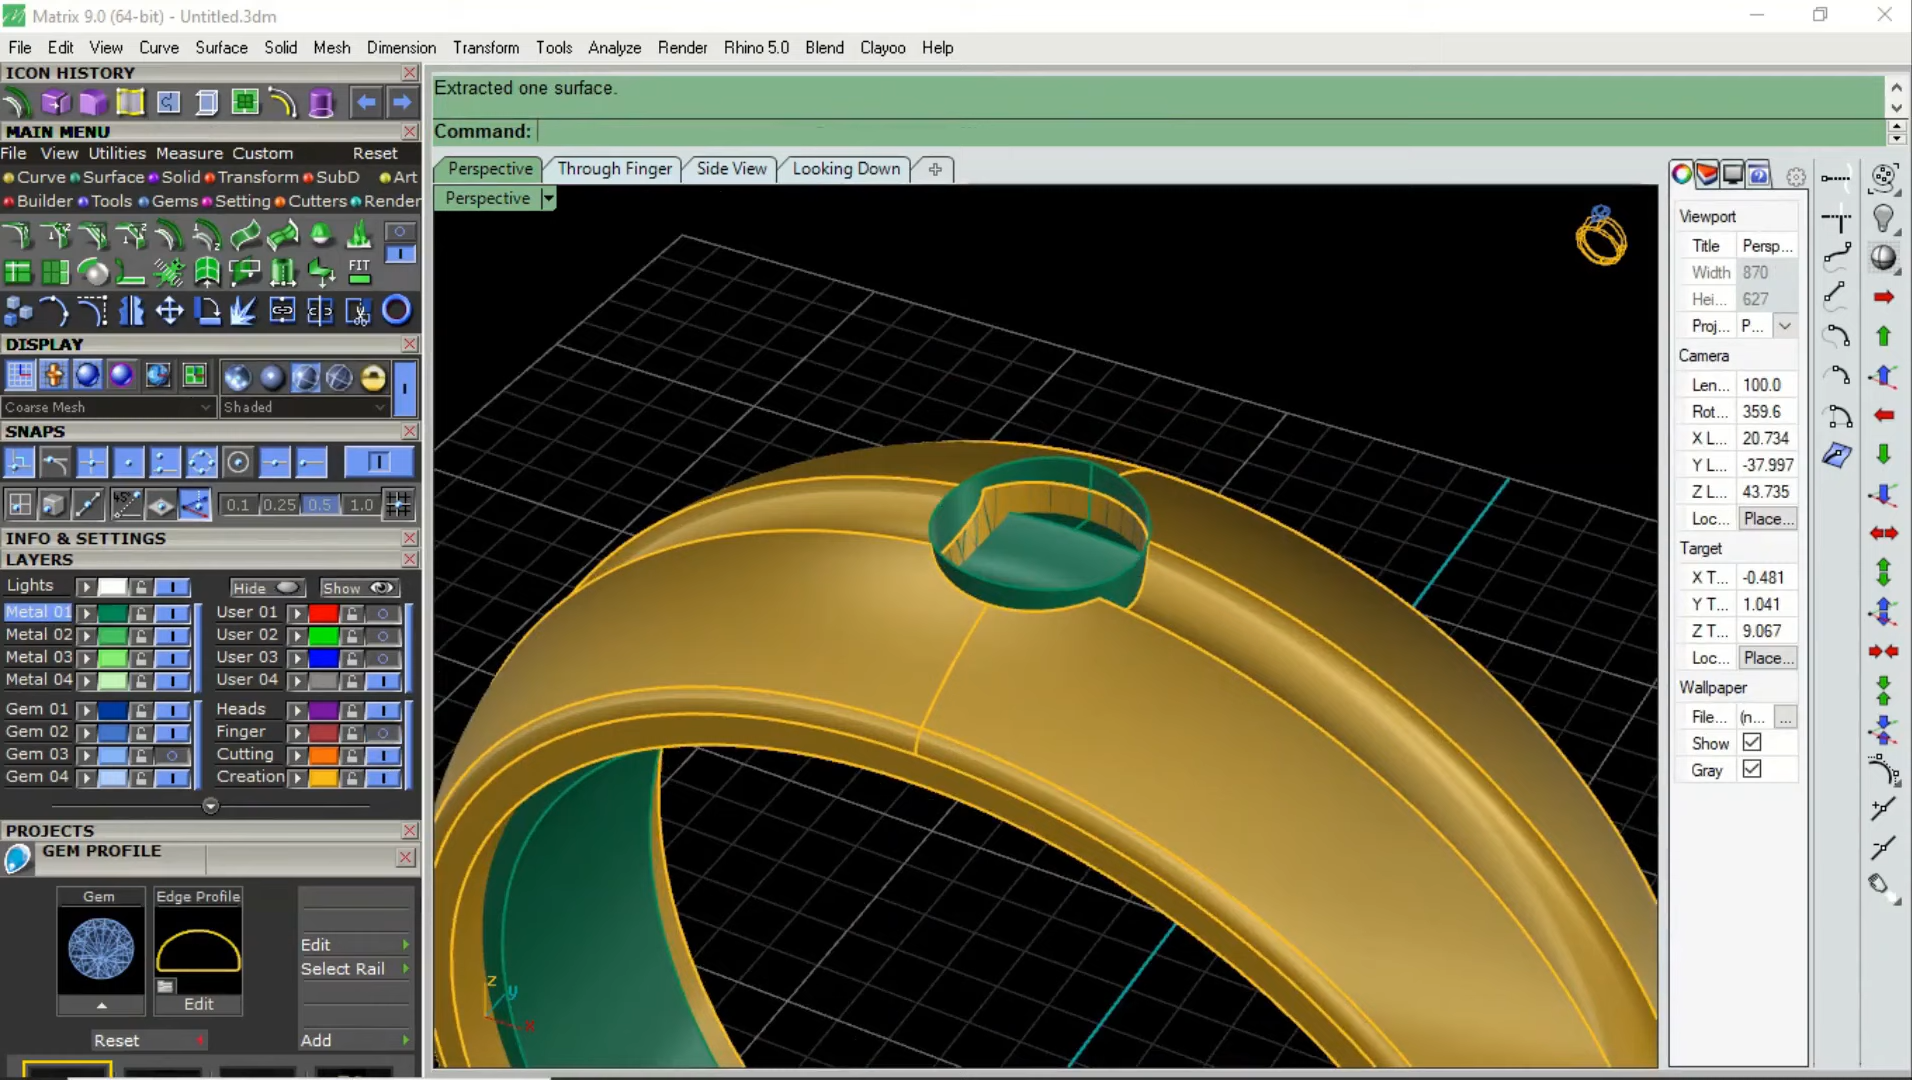 Matrix 9.0 (64-bit) - Untitled.3dm
File Edit View Curve Surface Solid Mesh Dimension Transform Tools Analyze Render Rhino 5.0 Blend Clayoo Help
ICON HISTORY
MAIN MENU
File View Utilities Measure Custom Reset
Curve Surface Solid Transform SubD Art
Builder Tools Gems Setting Cutters Render
FIT
DISPLAY
Coarse Mesh Shaded
SNAPS
45°
0.1 0.25 0.5 1.0
INFO & SETTINGS
LAYERS
Lights Hide Show
Metal 01 User 01
Metal 02 User 02
Metal 03 User 03
Metal 04 User 04
Gem 01 Heads
Gem 02 Finger
Gem 03 Cutting
Gem 04 Creation
PROJECTS
GEM PROFILE
Gem Edge Profile
Edit
Select Rail
Edit
Reset Add
Extracted one surface.
Command:
Perspective Through Finger Side View Looking Down
Perspective
z
y
x
Viewport
Title Persp...
Width 870
Hei... 627
Proj... P...
Camera
Len... 100.0
Rot... 359.6
X L... 20.734
Y L... -37.997
Z L... 43.735
Loc... Place...
Target
X T... -0.481
Y T... 1.041
Z T... 9.067
Loc... Place...
Wallpaper
File... (n... ...
Show
Gray